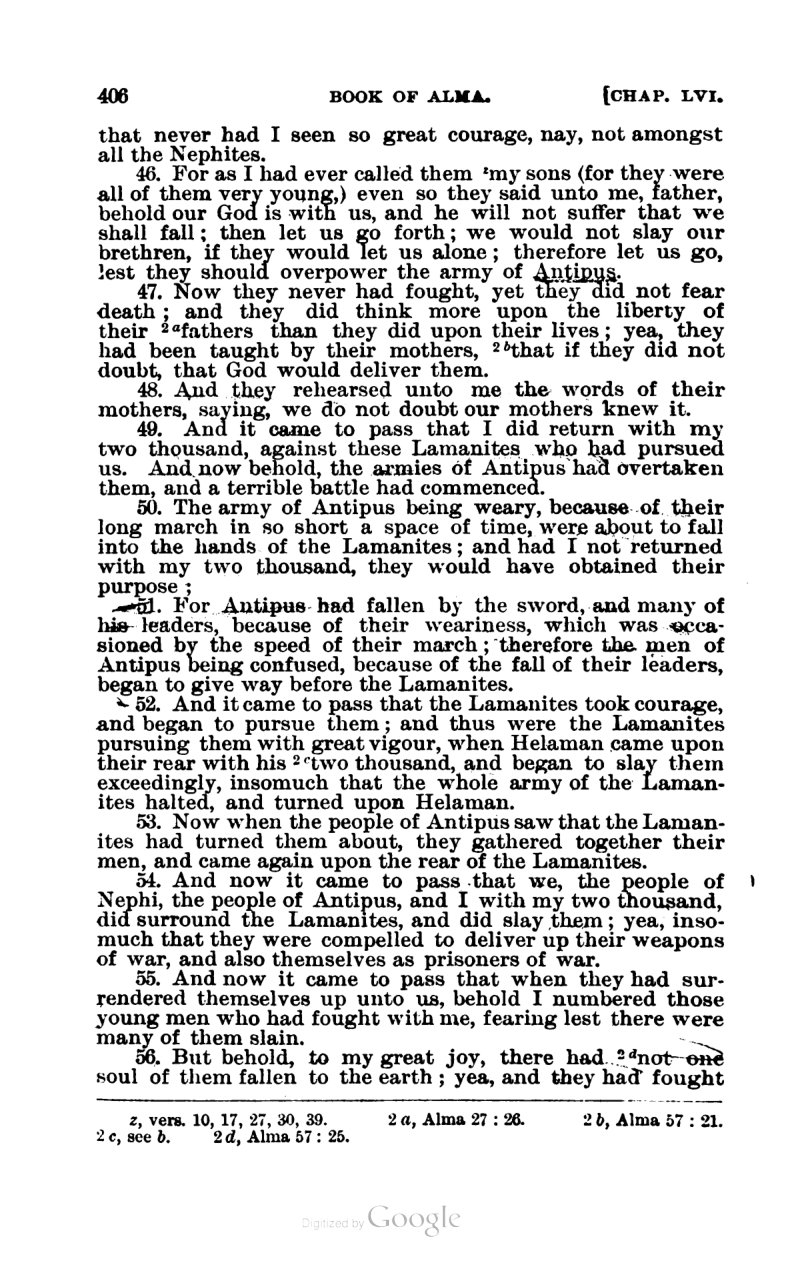 406 BOOK OF ALMA. [CHAP. LVI.
that never had I seen so great courage, nay, not amongst
all the Nephites.
46. For as I had ever called them ᶻmy sons (for they were
all of them very young,) even so they said unto me, father,
behold our God is with us, and he will not suffer that we
shall fall; then let us go forth; we would not slay our
brethren, if they would let us alone; therefore let us go,
lest they should overpower the army of Antipus.
47. Now they never had fought, yet they did not fear
death; and they did think more upon the liberty of
their ²ᵃfathers than they did upon their lives; yea, they
had been taught by their mothers, ²ᵇthat if they did not
doubt, that God would deliver them.
48. And they rehearsed unto me the words of their
mothers, saying, we do not doubt our mothers knew it.
49. And it came to pass that I did return with my
two thousand, against these Lamanites who had pursued
us. And now behold, the armies of Antipus had overtaken
them, and a terrible battle had commenced.
50. The army of Antipus being weary, because of their
long march in so short a space of time, were about to fall
into the hands of the Lamanites; and had I not returned
with my two thousand, they would have obtained their
purpose;
51. For Antipus had fallen by the sword, and many of
his leaders, because of their weariness, which was occa-
sioned by the speed of their march; therefore the men of
Antipus being confused, because of the fall of their leaders,
began to give way before the Lamanites.
52. And it came to pass that the Lamanites took courage,
and began to pursue them; and thus were the Lamanites
pursuing them with great vigour, when Helaman came upon
their rear with his ²ᶜtwo thousand, and began to slay them
exceedingly, insomuch that the whole army of the Laman-
ites halted, and turned upon Helaman.
53. Now when the people of Antipus saw that the Laman-
ites had turned them about, they gathered together their
men, and came again upon the rear of the Lamanites.
54. And now it came to pass that we, the people of
Nephi, the people of Antipus, and I with my two thousand,
did surround the Lamanites, and did slay them; yea, inso-
much that they were compelled to deliver up their weapons
of war, and also themselves as prisoners of war.
55. And now it came to pass that when they had sur-
rendered themselves up unto us, behold I numbered those
young men who had fought with me, fearing lest there were
many of them slain.
56. But behold, to my great joy, there had ²ᵈnot one
soul of them fallen to the earth; yea, and they had fought
z, vers. 10, 17, 27, 30, 39. 2 a, Alma 27 : 26. 2 b, Alma 57 : 21.
2 c, see b. 2 d, Alma 57 : 25.
Digitized by Google